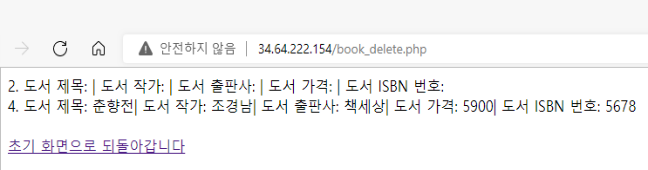 안전하지 않음 | 34.64.222.154/book_delete.php
2. 도서 제목: | 도서 작가: | 도서 출판사: | 도서 가격: | 도서 ISBN 번호:
4. 도서 제목: 준향전| 도서 작가: 조경남| 도서 출판사: 책세상| 도서 가격: 5900| 도서 ISBN 번호: 5678
초기 화면으로 되돌아갑니다